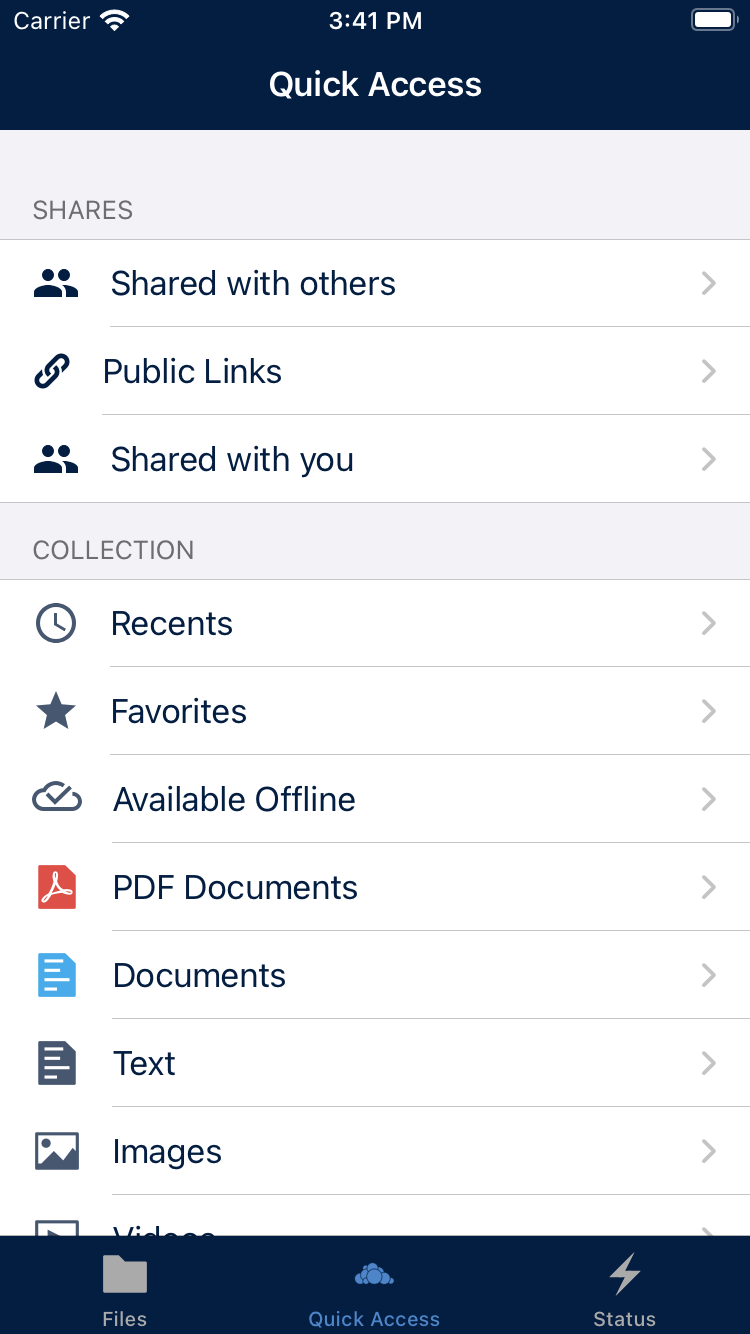 Carrier 3:41 PM
Quick Access
SHARES
Shared with others
Public Links
Shared with you
COLLECTION
Recents
Favorites
Available Offline
PDF Documents
Documents
Text
Images
Videos
Files Quick Access Status